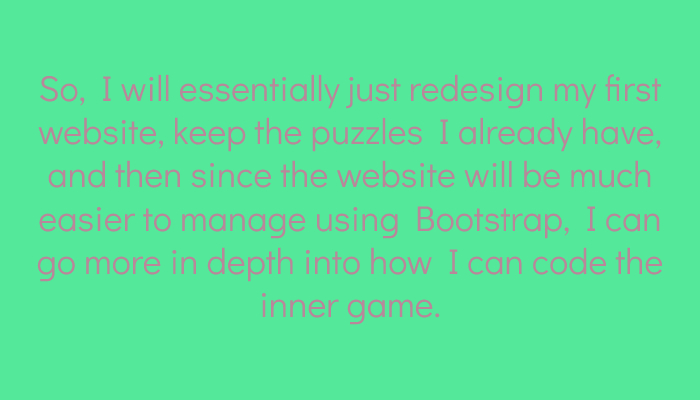 So, I will essentially just redesign my first
website, keep the puzzles I already have,
and then since the website will be much
easier to manage using Bootstrap, I can
go more in depth into how I can code the
inner game.